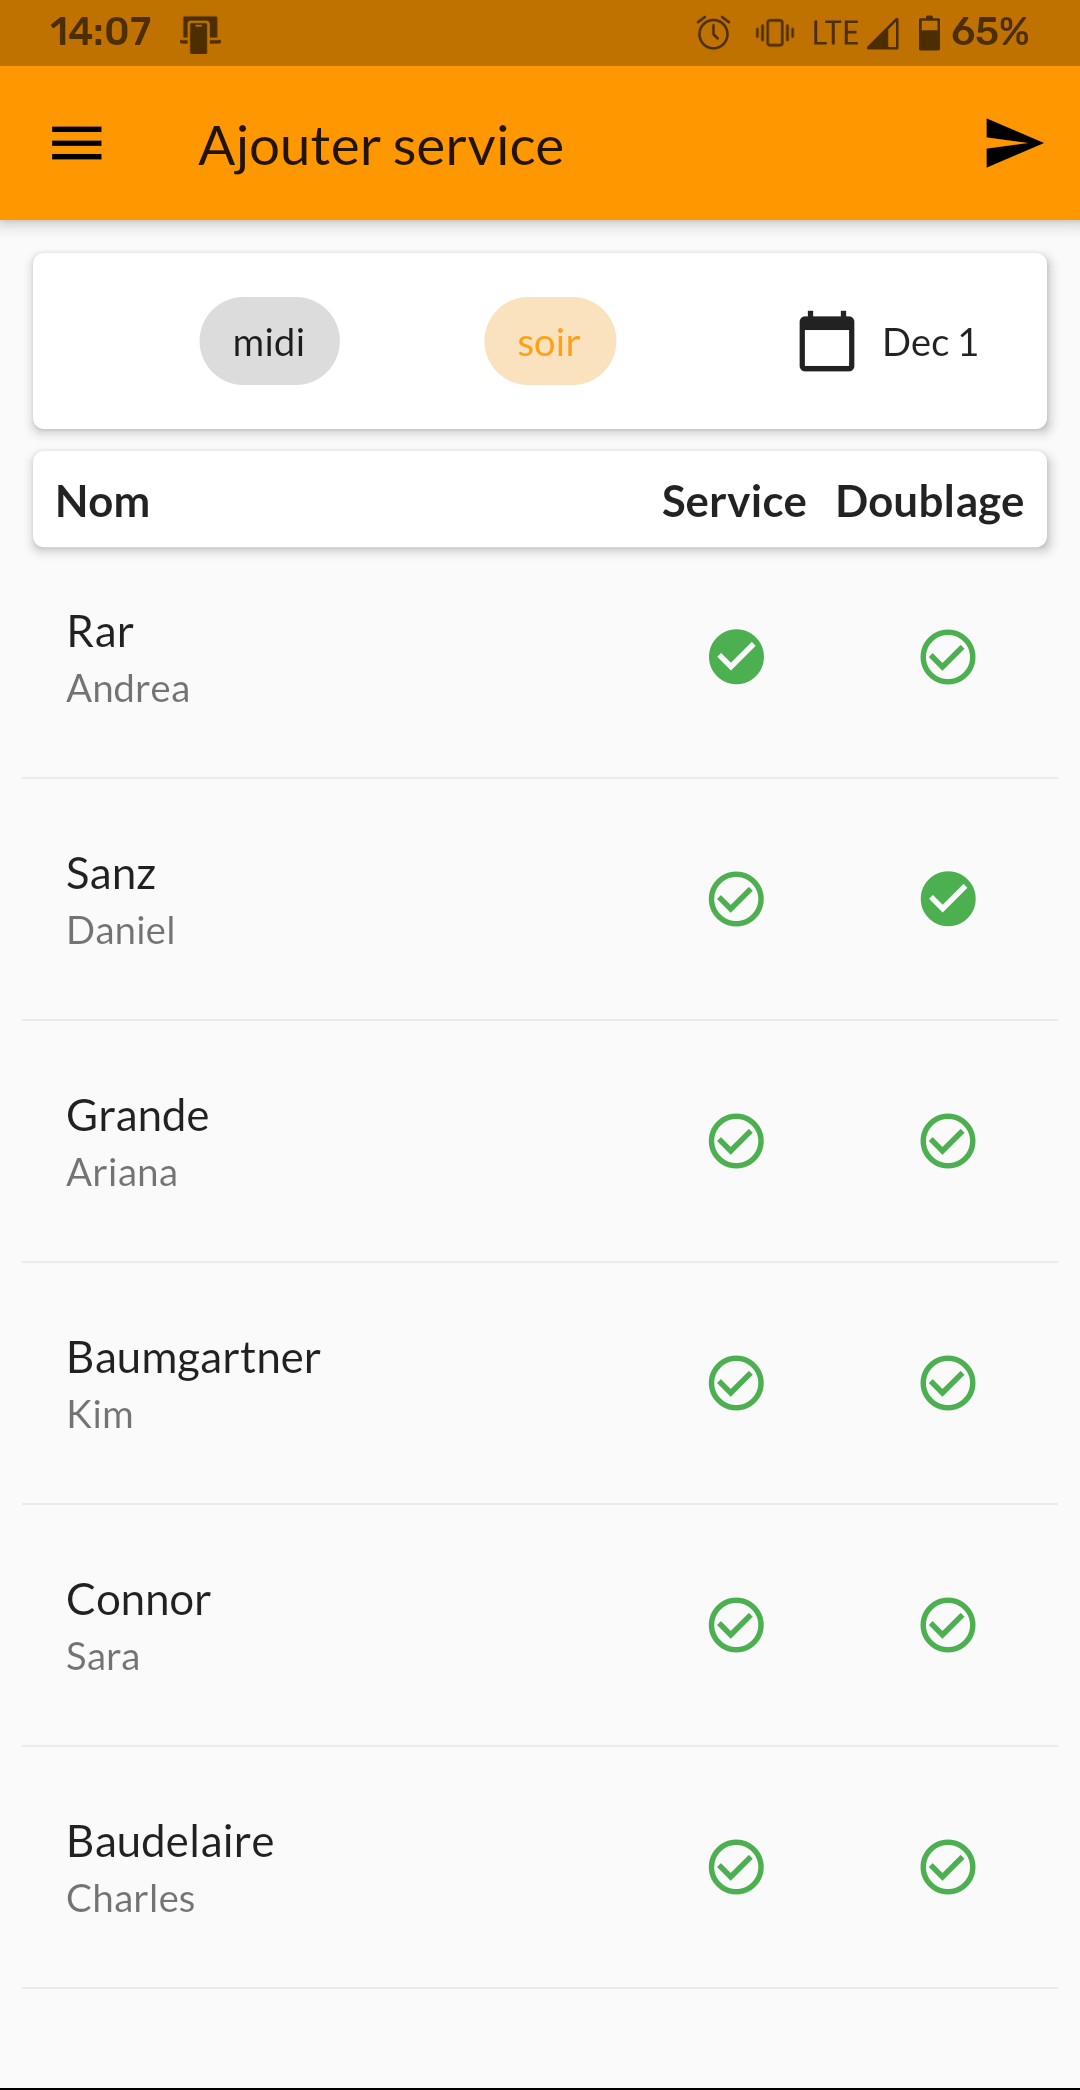 14:07 LTE 65%
Ajouter service
midi soir Dec 1
Nom Service Doublage
Rar
Andrea
Sanz
Daniel
Grande
Ariana
Baumgartner
Kim
Connor
Sara
Baudelaire
Charles